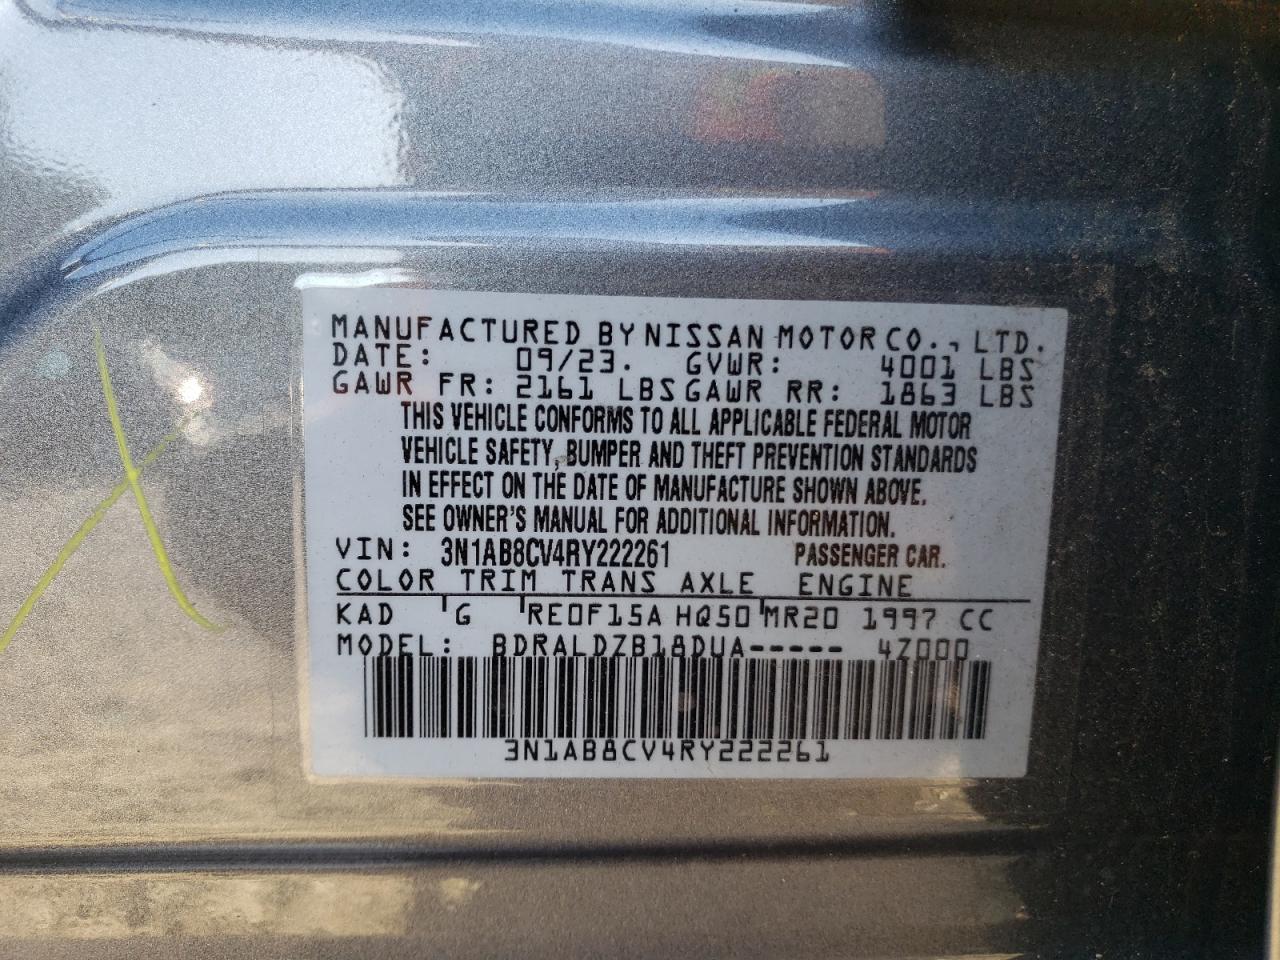 MANUFACTURED BY NISSAN MOTOR CO., LTD.
DATE: 09/23. GVWR: 4001 LBS
GAWR FR: 2161 LBS GAWR RR: 1863 LBS
THIS VEHICLE CONFORMS TO ALL APPLICABLE FEDERAL MOTOR
VEHICLE SAFETY, BUMPER AND THEFT PREVENTION STANDARDS
IN EFFECT ON THE DATE OF MANUFACTURE SHOWN ABOVE.
SEE OWNER'S MANUAL FOR ADDITIONAL INFORMATION.
VIN: 3N1AB8CV4RY222261 PASSENGER CAR.
COLOR TRIM TRANS AXLE ENGINE
KAD G RE0F15A HQ50 MR20 1997 CC
MODEL: BDRALDZB18DUA----- 4Z000
3N1AB8CV4RY222261